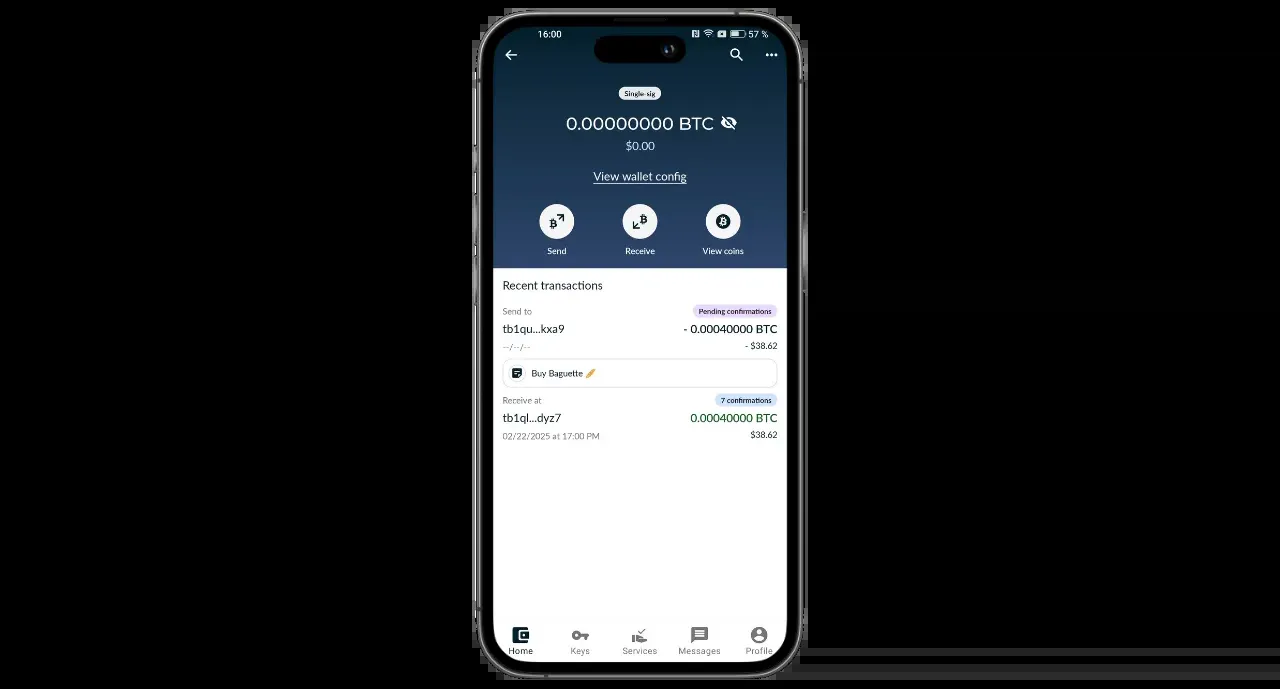 16:00 57 %
Single-sig
0.00000000 BTC
$0.00
View wallet config
Send Receive View coins
Recent transactions
Send to Pending confirmations
tb1qu...kxa9 - 0.00040000 BTC
--/--/-- - $38.62
Buy Baguette 🥖
Receive at 7 confirmations
tb1ql...dyz7 0.00040000 BTC
02/22/2025 at 17:00 PM $38.62
Home Keys Services Messages Profile